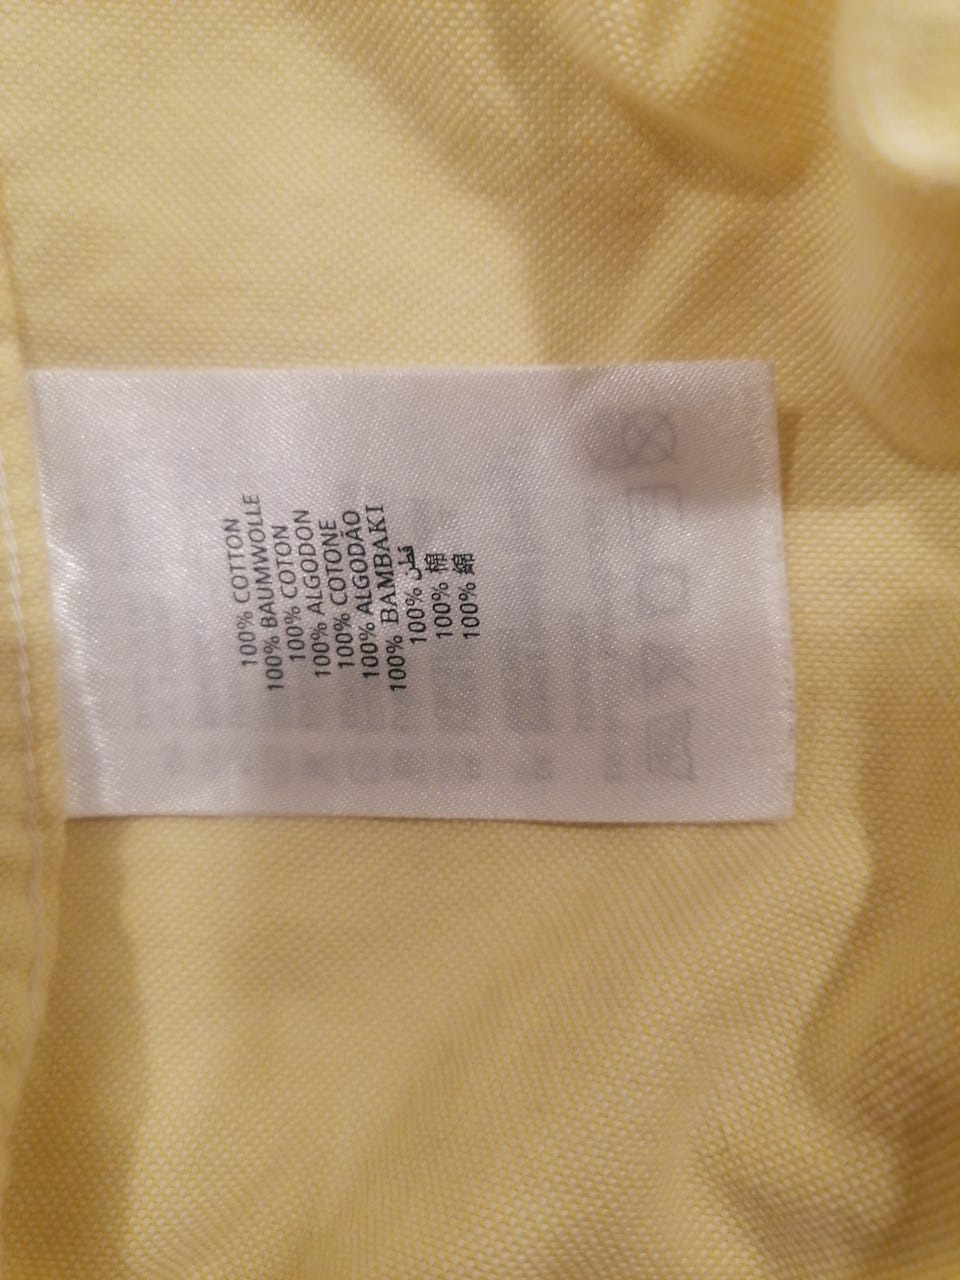 100% COTTON
100% BAUMWOLLE
100% COTON
100% ALGODON
100% COTONE
100% ALGODÃO
100% BAMBAKI
100% قطن
100% 棉
100% 綿